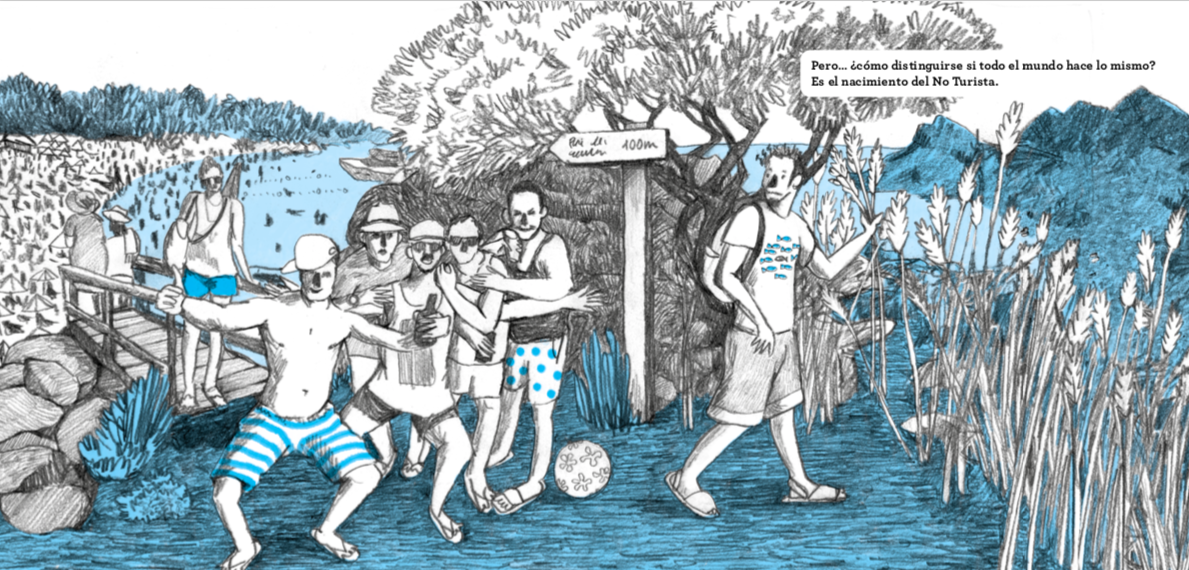 Pero... ¿cómo distinguirse si todo el mundo hace lo mismo?
Es el nacimiento del No Turista.
100m